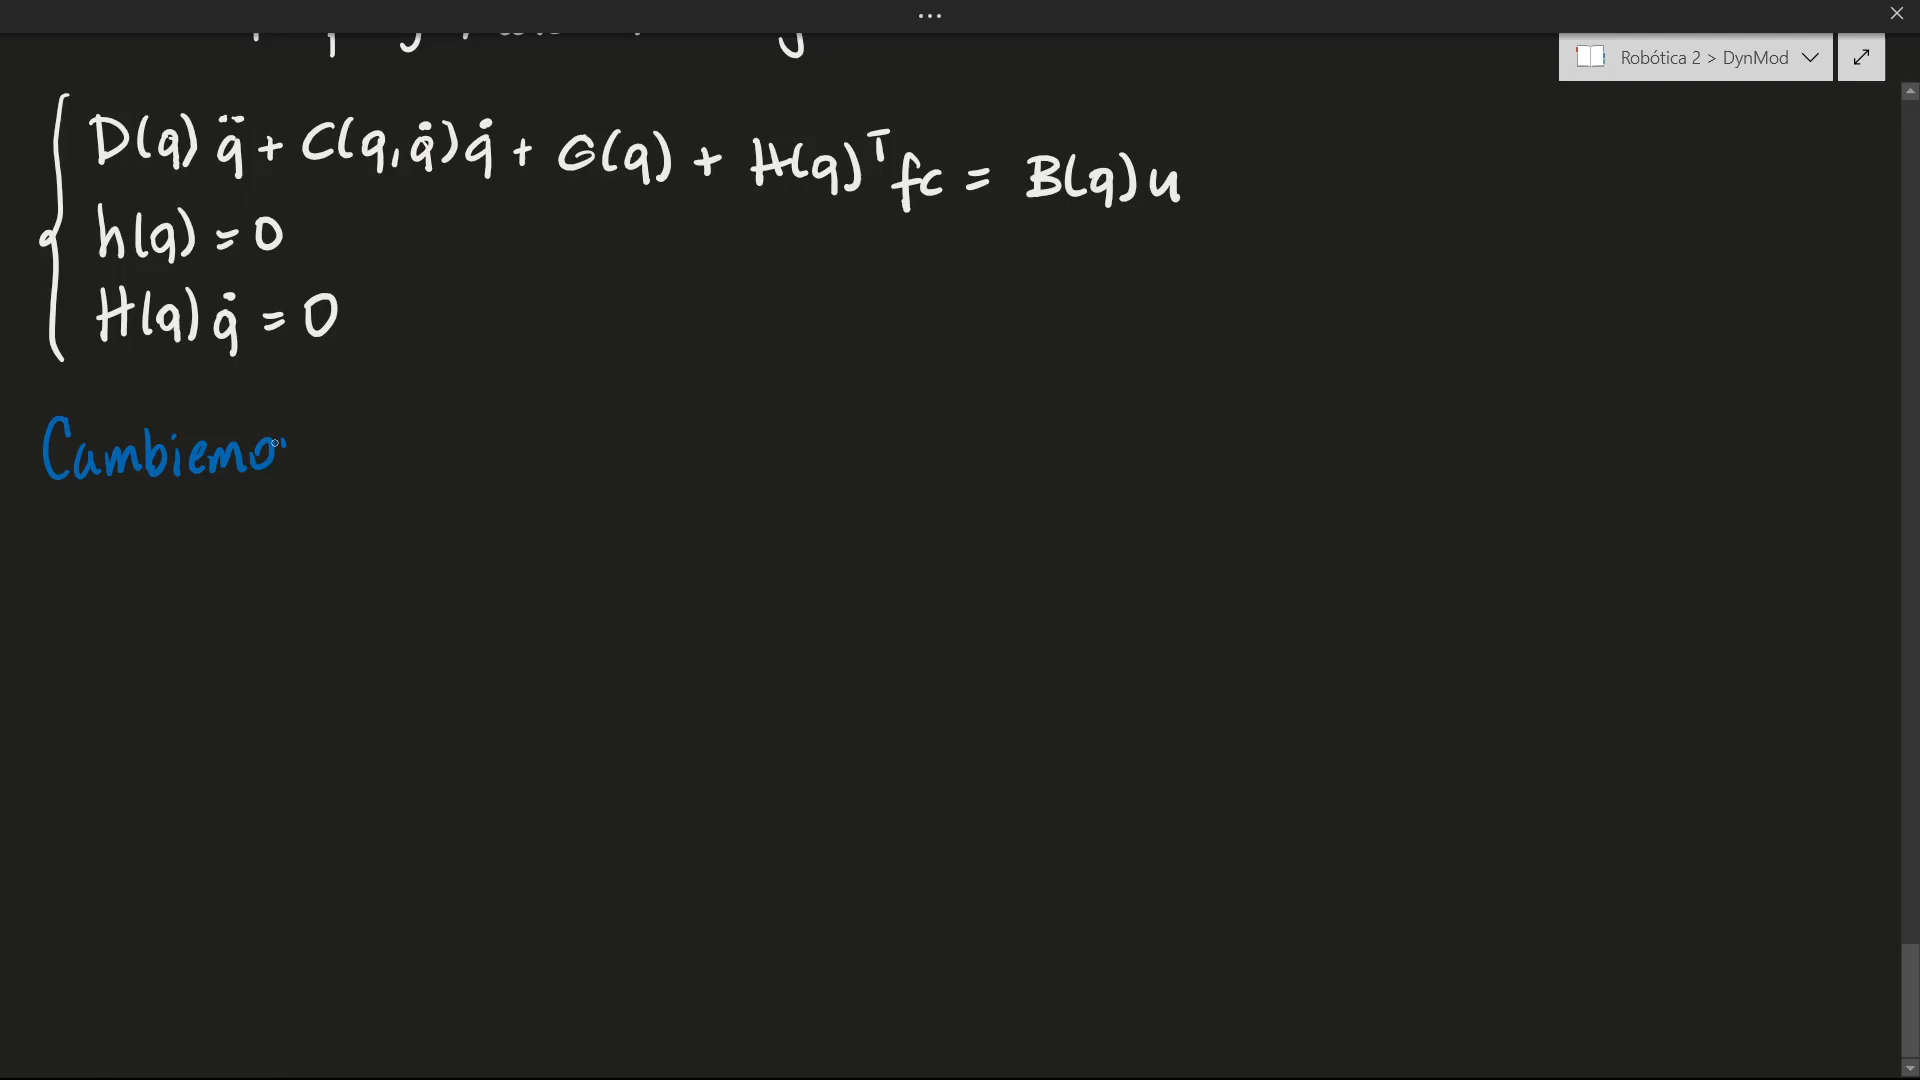 Robótica 2 > DynMod
D(q) q̈ + C(q, q̇) q̇ + G(q) + H(q)ᵀ fc = B(q) u
h(q) = 0
H(q) q̇ = 0
Cambiemo